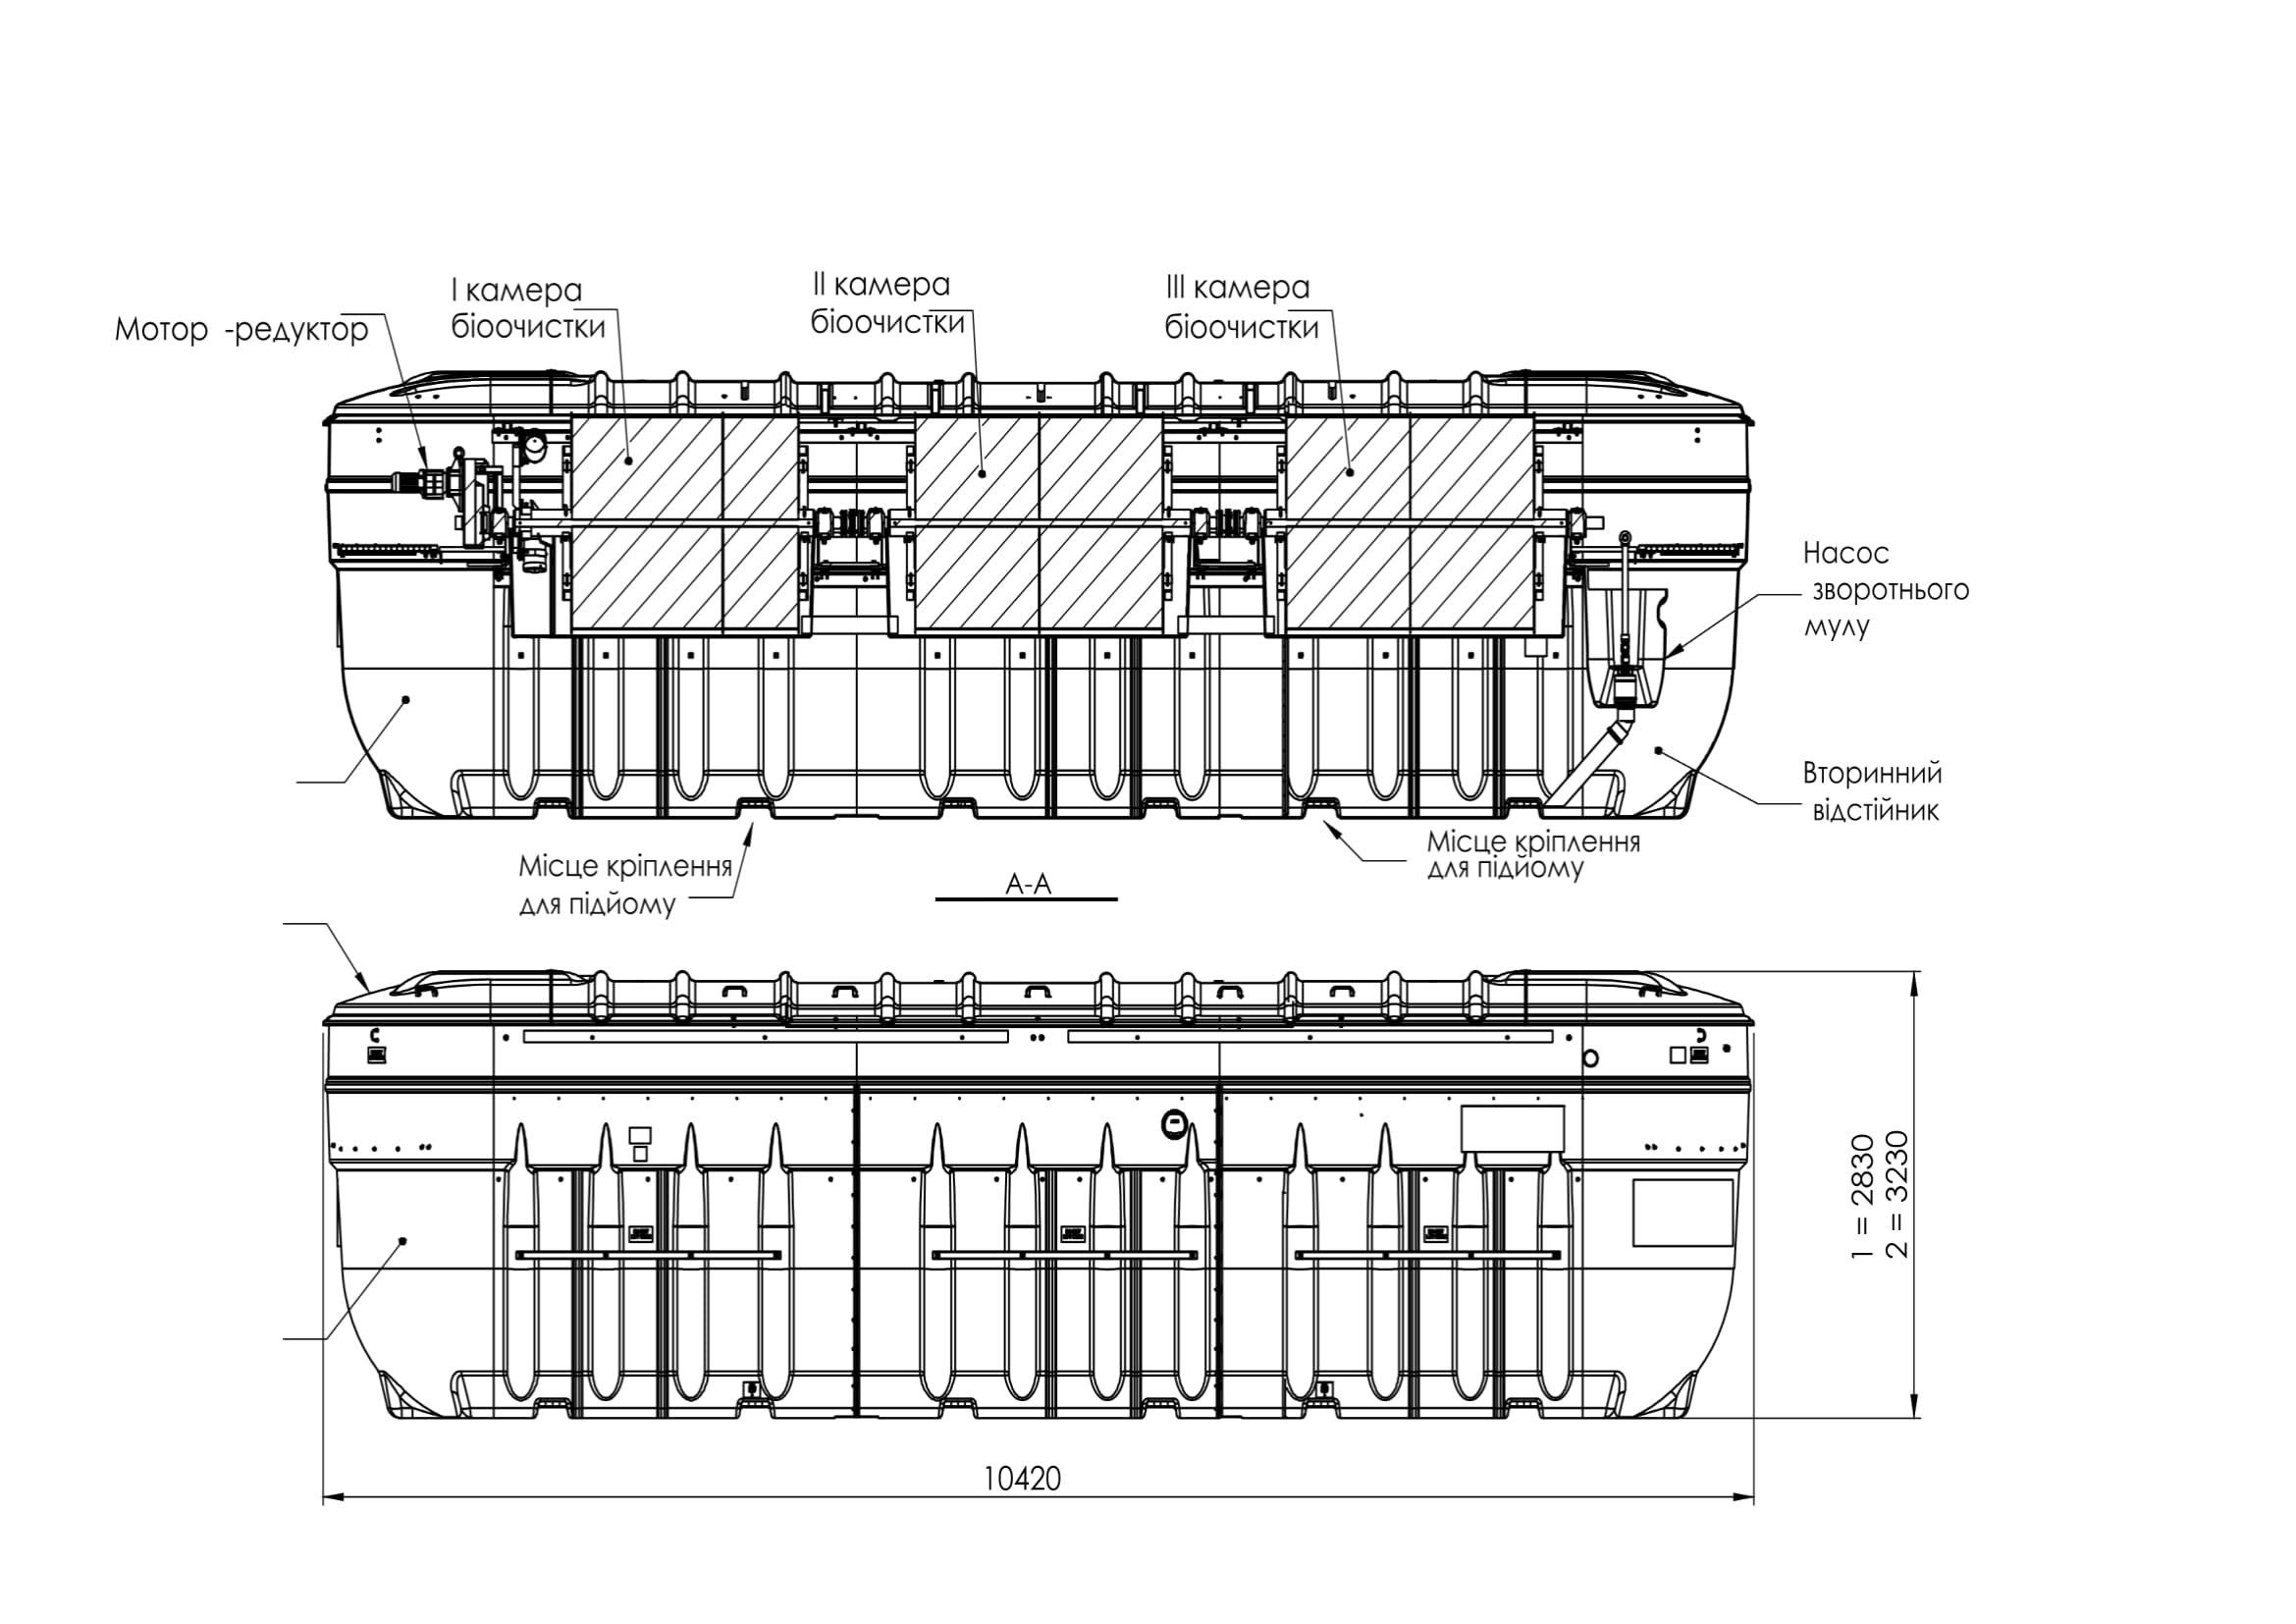 I камера
біоочистки
II камера
біоочистки
III камера
біоочистки
Мотор -редуктор
Насос
зворотнього
мулу
Вторинний
відстійник
Місце кріплення
для підйому
Місце кріплення
для підйому
А-А
1 = 2830
2 = 3230
10420